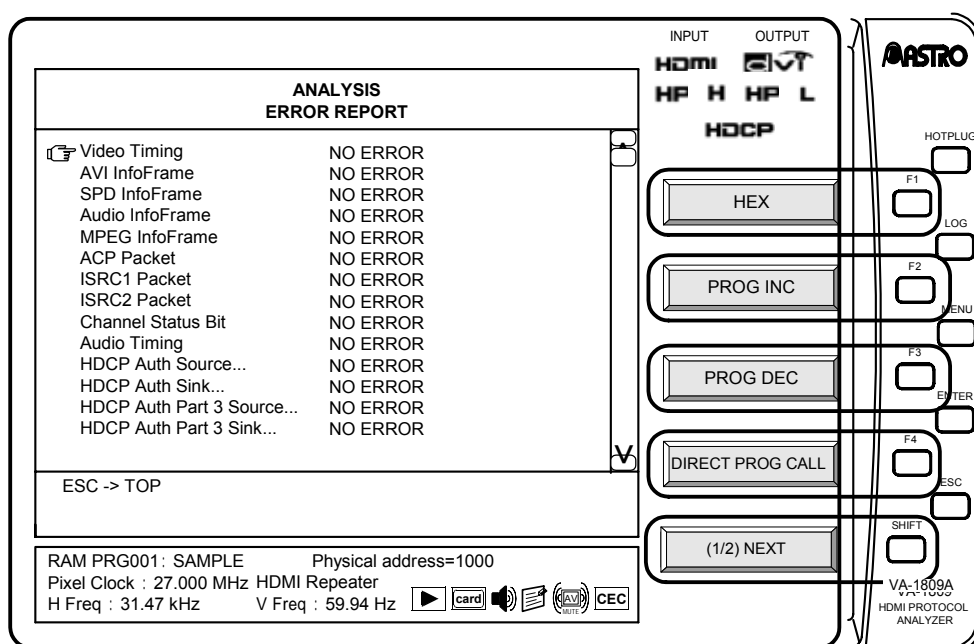 INPUT OUTPUT
HDMI DVI
HP H HP L
HDCP
ASTRO
ANALYSIS
ERROR REPORT
Video Timing NO ERROR
AVI InfoFrame NO ERROR
SPD InfoFrame NO ERROR
Audio InfoFrame NO ERROR
MPEG InfoFrame NO ERROR
ACP Packet NO ERROR
ISRC1 Packet NO ERROR
ISRC2 Packet NO ERROR
Channel Status Bit NO ERROR
Audio Timing NO ERROR
HDCP Auth Source... NO ERROR
HDCP Auth Sink... NO ERROR
HDCP Auth Part 3 Source... NO ERROR
HDCP Auth Part 3 Sink... NO ERROR
ESC -> TOP
RAM PRG001: SAMPLE Physical address=1000
Pixel Clock : 27.000 MHz HDMI Repeater
H Freq : 31.47 kHz V Freq : 59.94 Hz card AV MUTE CEC
HOTPLUG
HEX F1
LOG
PROG INC F2
MENU
PROG DEC F3
ENTER
DIRECT PROG CALL F4
ESC
(1/2) NEXT SHIFT
VA-1809A
VA-1809
HDMI PROTOCOL
ANALYZER